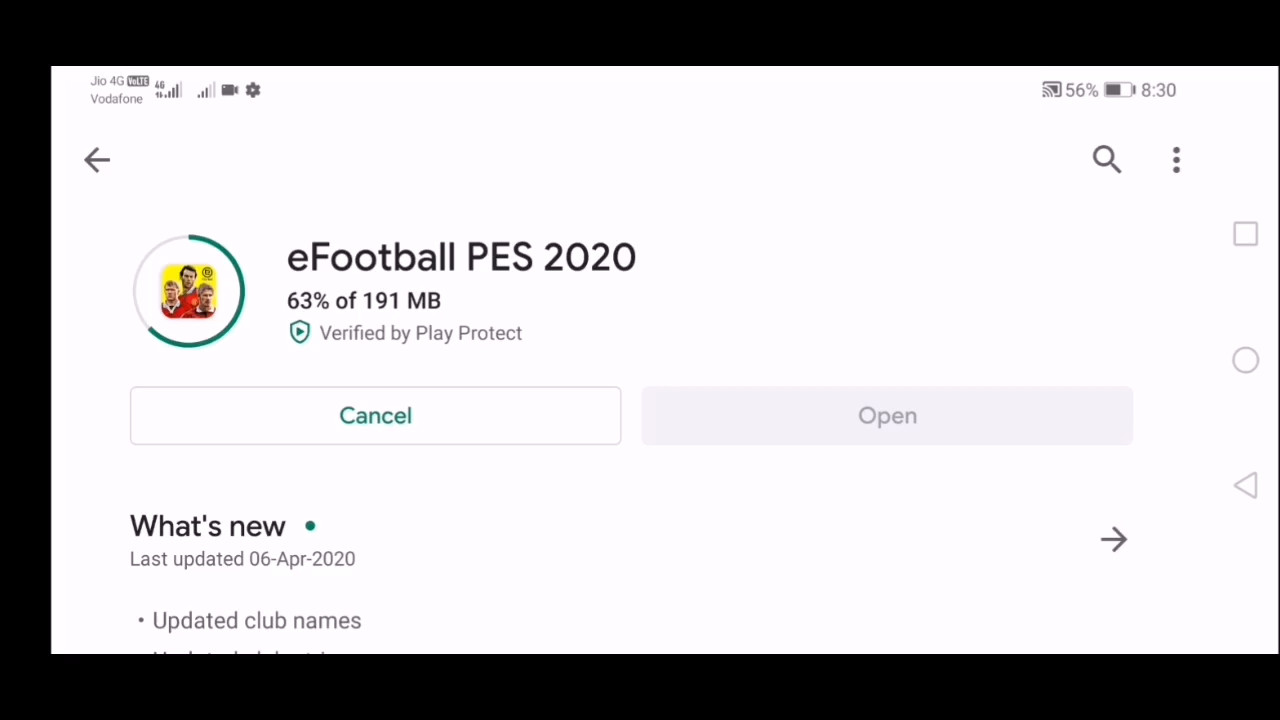 Jio 4G VoLTE
Vodafone
4G
56%
8:30
eFootball PES 2020
63% of 191 MB
Verified by Play Protect
Cancel
Open
What's new
Last updated 06-Apr-2020
• Updated club names